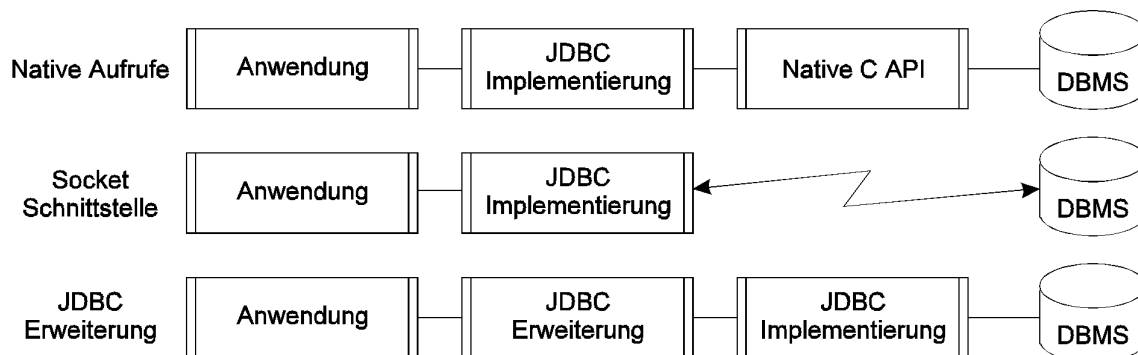 Native Aufrufe
Anwendung
JDBC
Implementierung
Native C API
DBMS
Socket
Schnittstelle
Anwendung
JDBC
Implementierung
DBMS
JDBC
Erweiterung
Anwendung
JDBC
Erweiterung
JDBC
Implementierung
DBMS